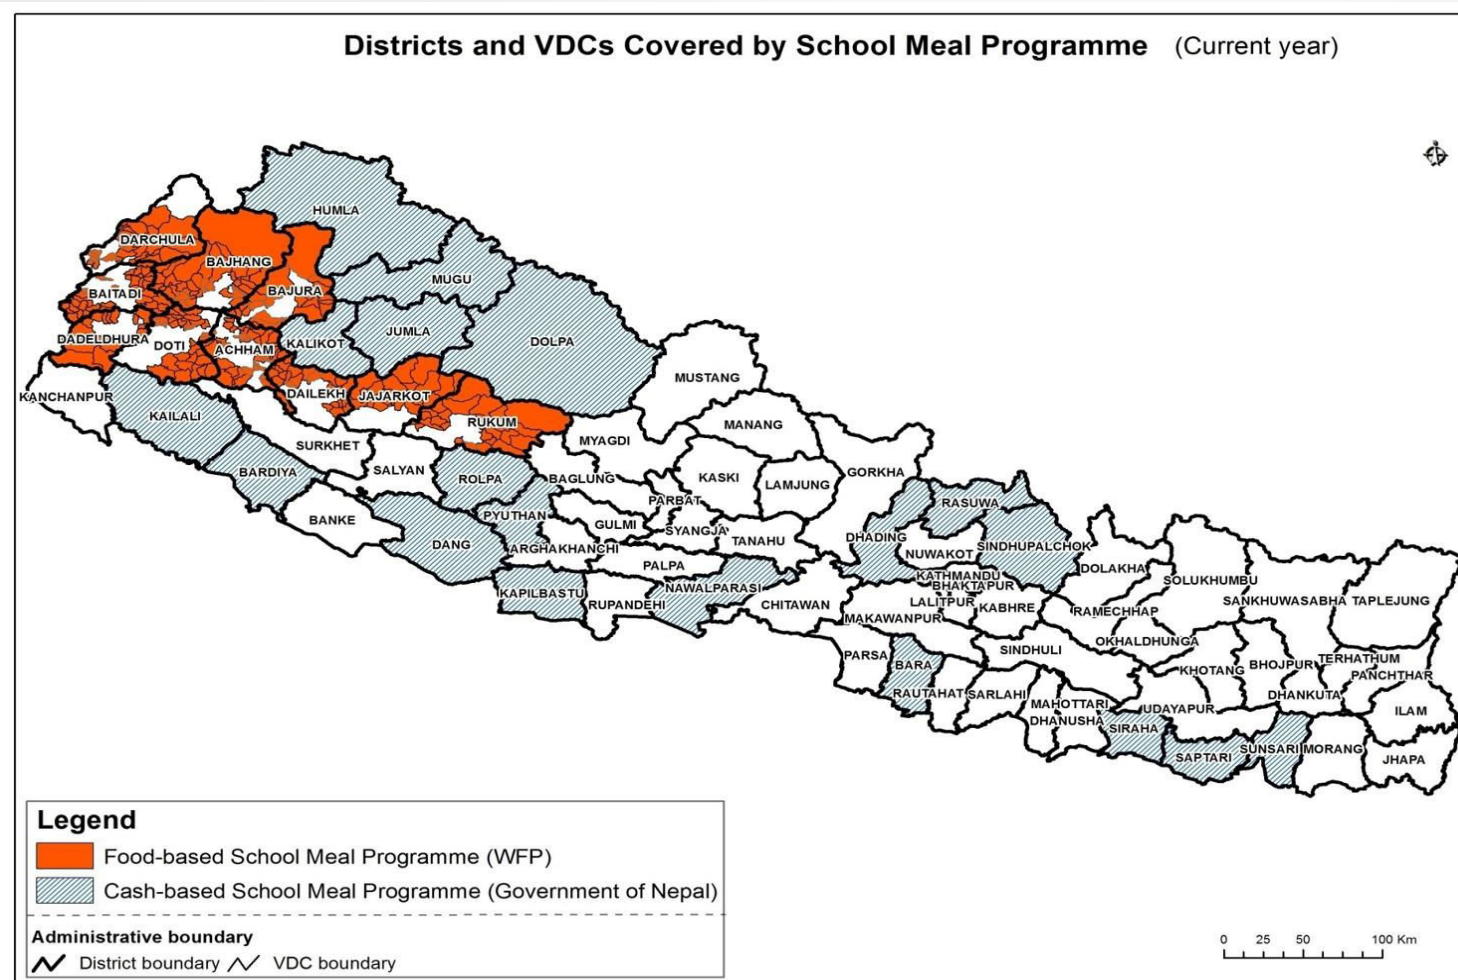 Districts and VDCs Covered by School Meal Programme (Current year)
HUMLA
DARCHULA
BAJHANG
MUGU
BAITADI
BAJURA
JUMLA
DADELDHURA
DOTI
ACHHAM
KALIKOT
DOLPA
MUSTANG
KANCHANPUR
DAILEKH
JAJARKOT
KAILALI
RUKUM
MANANG
SURKHET
MYAGDI
BARDIYA
SALYAN
ROLPA
BAGLUNG
KASKI
LAMJUNG
GORKHA
PARBAT
RASUWA
BANKE
PYUTHAN
GULMI
SYANGJA
TANAHU
DHADING
DANG
ARGHAKHANCHI
NUWAKOT
SINDHUPALCHOK
PALPA
DOLAKHA
KATHMANDU
SOLUKHUMBU
KAPILBASTU
NAWALPARASI
BHAKTAPUR
RUPANDEHI
CHITAWAN
LALITPUR
KABHRE
SANKHUWASABHA
TAPLEJUNG
MAKAWANPUR
RAMECHHAP
OKHALDHUNGA
PARSA
BARA
SINDHULI
KHOTANG
BHOJPUR
TERHATHUM
PANCHTHAR
RAUTAHAT
SARLAHI
MAHOTTARI
DHANUSHA
UDAYAPUR
DHANKUTA
ILAM
SIRAHA
SAPTARI
SUNSARI
MORANG
JHAPA
Legend
Food-based School Meal Programme (WFP)
Cash-based School Meal Programme (Government of Nepal)
Administrative boundary
District boundary VDC boundary
0 25 50 100 Km